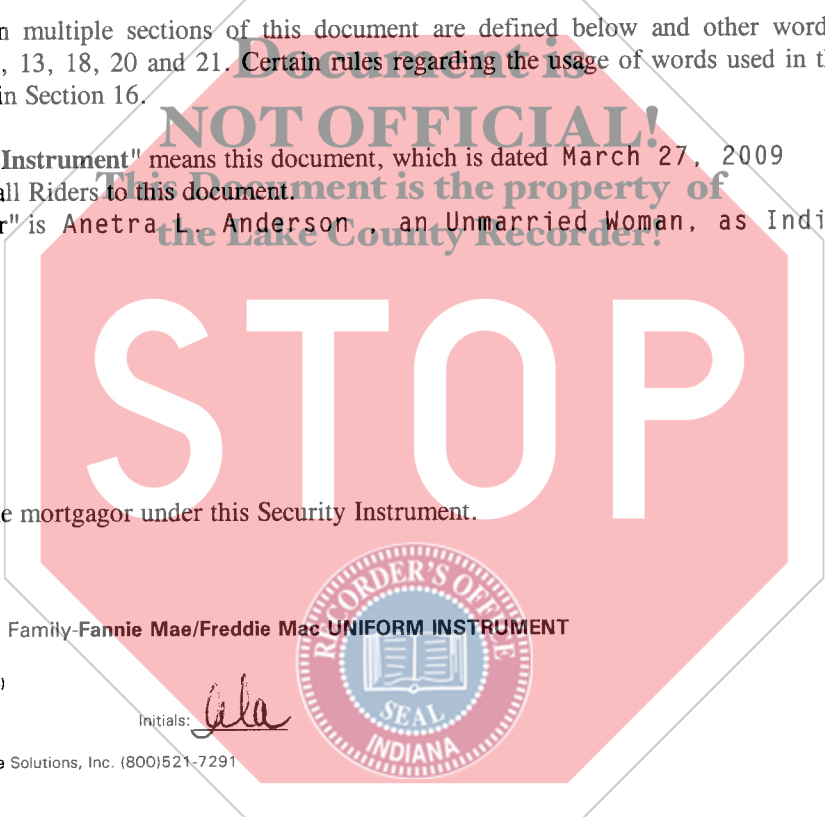 n multiple sections of this document are defined below and other word
, 13, 18, 20 and 21. Certain rules regarding the usage of words used in t
in Section 16.
Document is
NOT OFFICIAL!
This Document is the property of
the Lake County Recorder!
Instrument" means this document, which is dated March 27, 2009
all Riders to this document.
r" is Anetra L. Anderson , an Unmarried Woman, as Indi
STOP
e mortgagor under this Security Instrument.
RECORDER'S OFFICE
SEAL
INDIANA
Family-Fannie Mae/Freddie Mac UNIFORM INSTRUMENT
)
Initials: ala
e Solutions, Inc. (800)521-7291